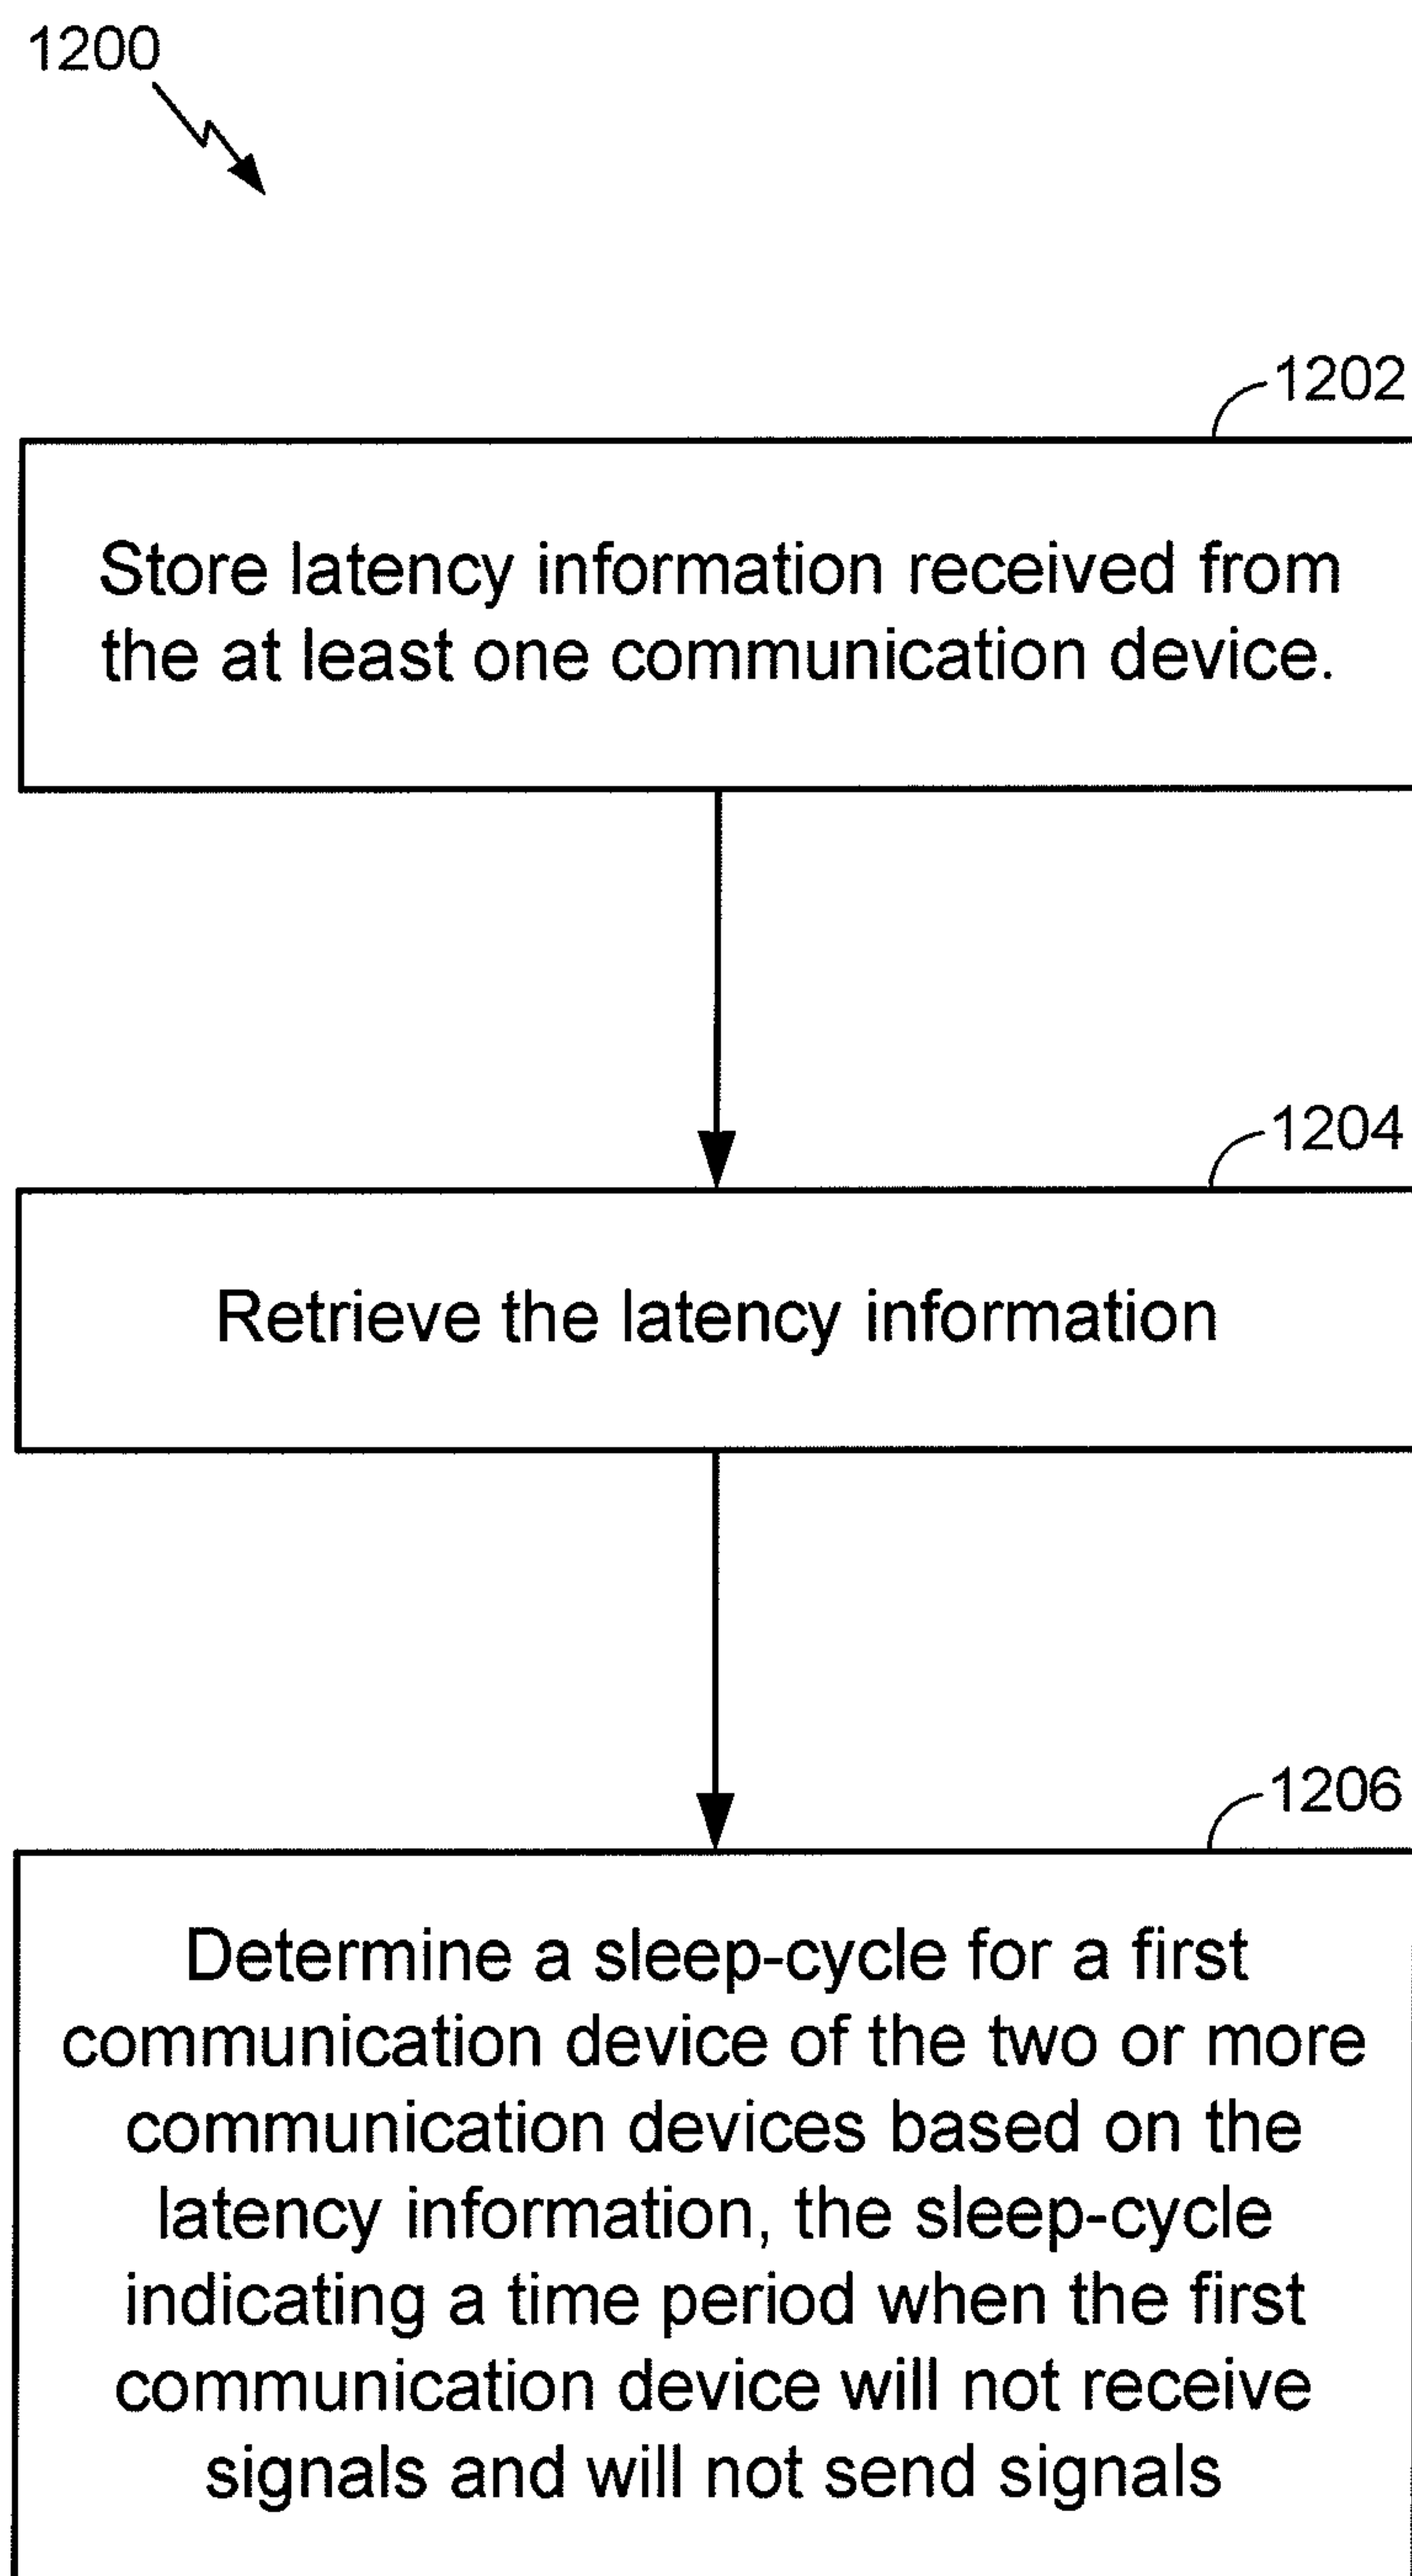 1200
1202
Store latency information received from
the at least one communication device.
1204
Retrieve the latency information
1206
Determine a sleep-cycle for a first
communication device of the two or more
communication devices based on the
latency information, the sleep-cycle
indicating a time period when the first
communication device will not receive
signals and will not send signals